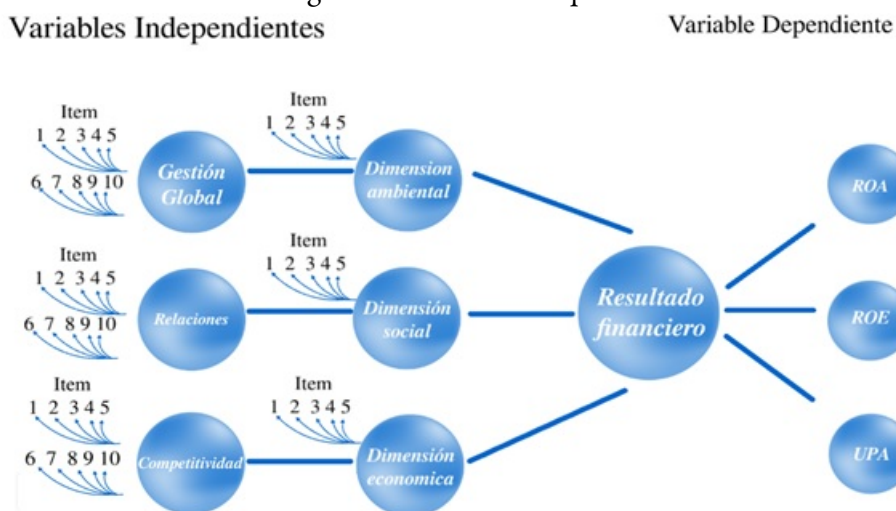 Variables Independientes
Variable Dependiente
Item
1 2 3 4 5
6 7 8 9 10
Gestión
Global
Item
1 2 3 4 5
Dimension
ambiental
Item
1 2 3 4 5
6 7 8 9 10
Relaciones
Item
1 2 3 4 5
Dimensión
social
Item
1 2 3 4 5
6 7 8 9 10
Competitividad
Item
1 2 3 4 5
Dimensión
economica
Resultado
financiero
ROA
ROE
UPA